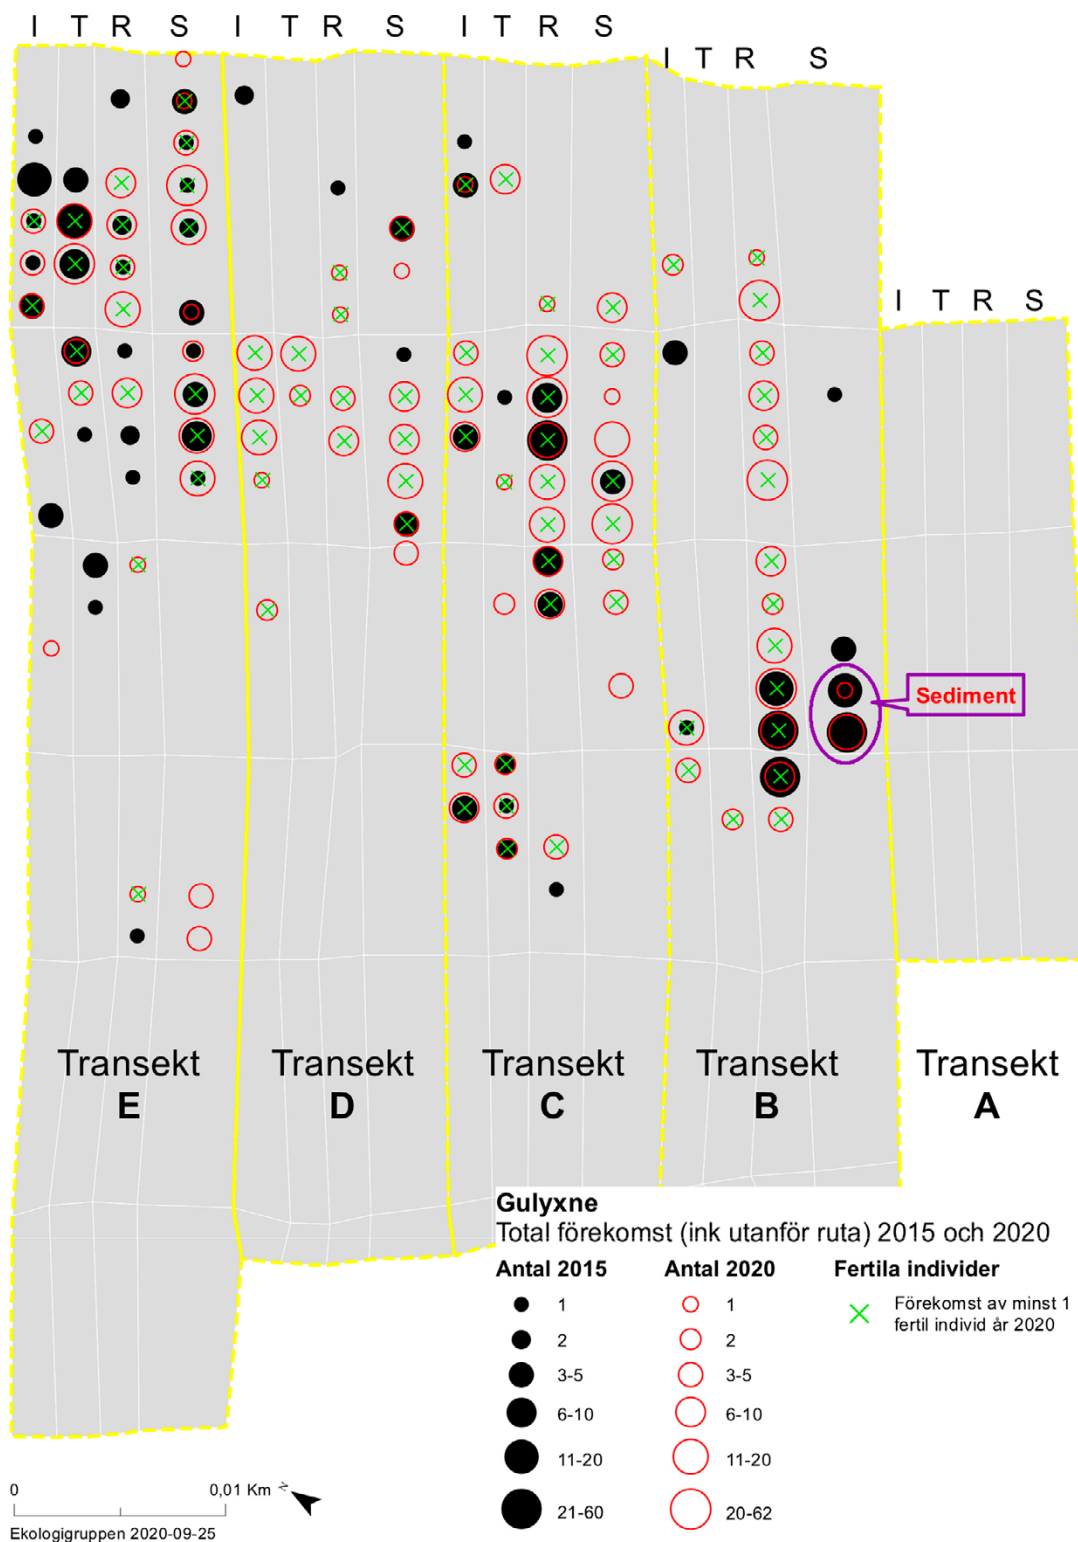 I T R S I T R S I T R S
I T R S
I T R S
Sediment
Transekt
E
Transekt
D
Transekt
C
Transekt
B
Transekt
A
Gulyxne
Total förekomst (ink utanför ruta) 2015 och 2020
Antal 2015 Antal 2020 Fertila individer
1 1 Förekomst av minst 1
fertil individ år 2020
2 2
3-5 3-5
6-10 6-10
11-20 11-20
21-60 20-62
0 0,01 Km N
Ekologigruppen 2020-09-25